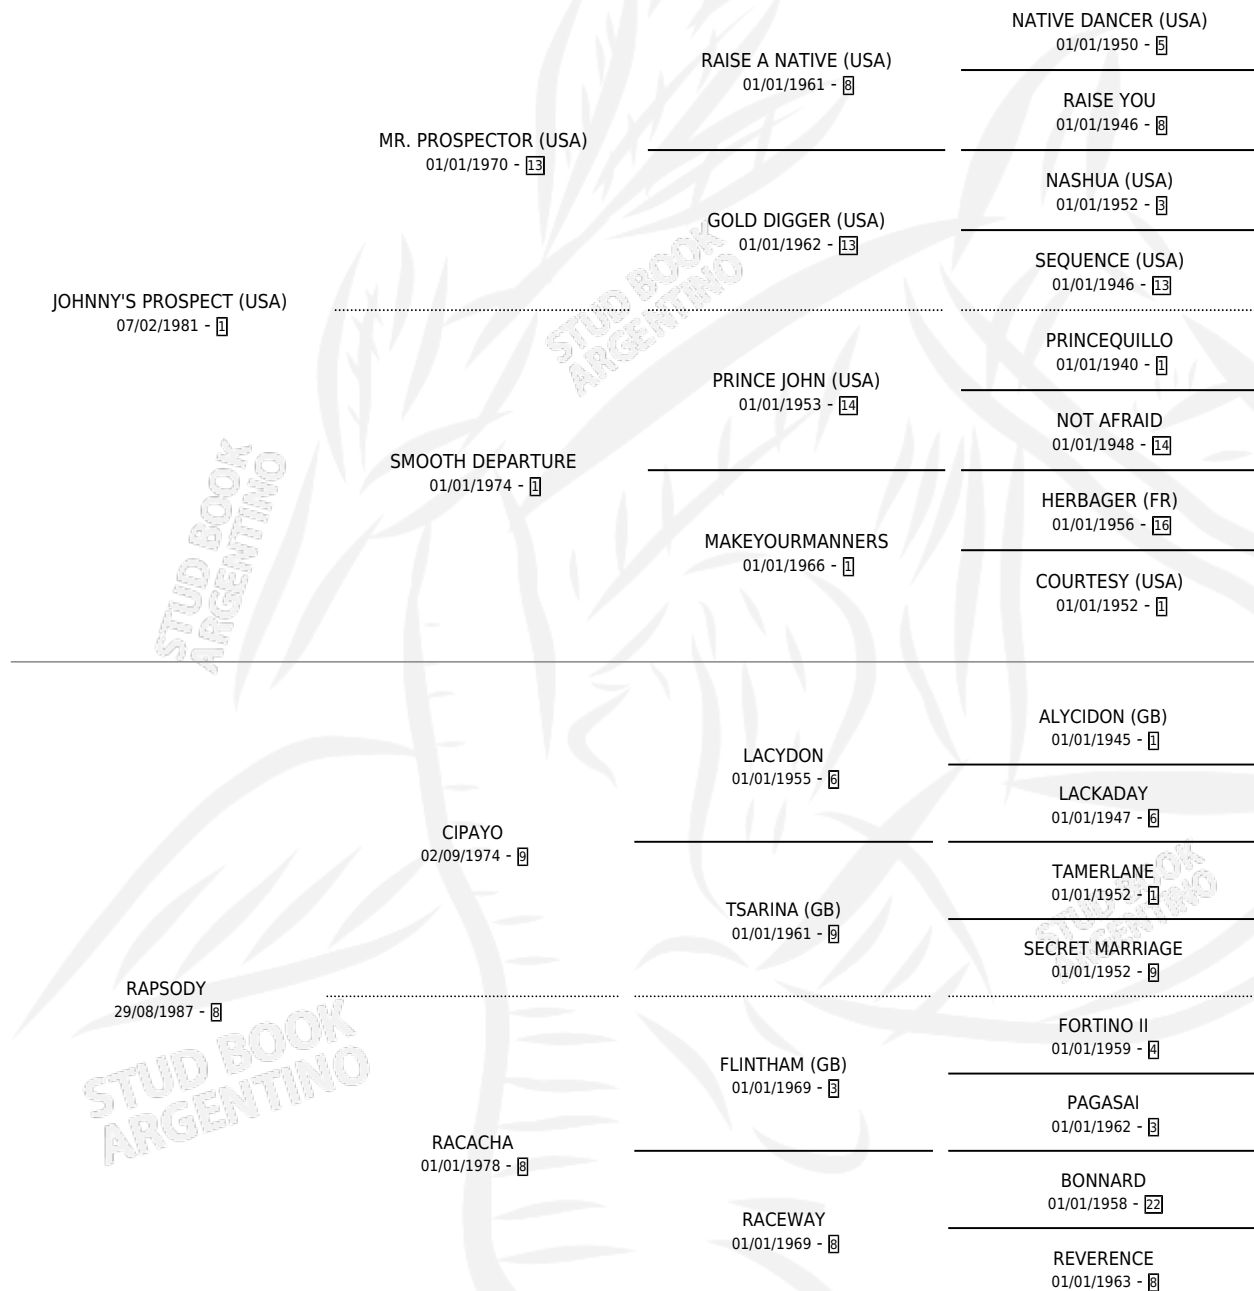 NATIVE DANCER (USA)
01/01/1950 - 5
RAISE A NATIVE (USA)
01/01/1961 - 8
RAISE YOU
01/01/1946 - 8
MR. PROSPECTOR (USA)
01/01/1970 - 13
NASHUA (USA)
01/01/1952 - 3
GOLD DIGGER (USA)
01/01/1962 - 13
SEQUENCE (USA)
01/01/1946 - 13
JOHNNY'S PROSPECT (USA)
07/02/1981 - 1
STUD BOOK
ARGENTINO
PRINCEQUILLO
01/01/1940 - 1
PRINCE JOHN (USA)
01/01/1953 - 14
NOT AFRAID
01/01/1948 - 14
SMOOTH DEPARTURE
01/01/1974 - 1
HERBAGER (FR)
01/01/1956 - 16
MAKEYOURMANNERS
01/01/1966 - 1
COURTESY (USA)
01/01/1952 - 1
STUD BOOK
ARGENTINO
ALYCIDON (GB)
01/01/1945 - 1
LACYDON
01/01/1955 - 6
LACKADAY
01/01/1947 - 6
CIPAYO
02/09/1974 - 9
TAMERLANE
01/01/1952 - 1
TSARINA (GB)
01/01/1961 - 9
SECRET MARRIAGE
01/01/1952 - 9
STUD BOOK
ARGENTINO
RAPSODY
29/08/1987 - 8
FORTINO II
01/01/1959 - 4
FLINTHAM (GB)
01/01/1969 - 3
PAGASAI
01/01/1962 - 3
STUD BOOK
ARGENTINO
RACACHA
01/01/1978 - 8
BONNARD
01/01/1958 - 22
RACEWAY
01/01/1969 - 8
REVERENCE
01/01/1963 - 8